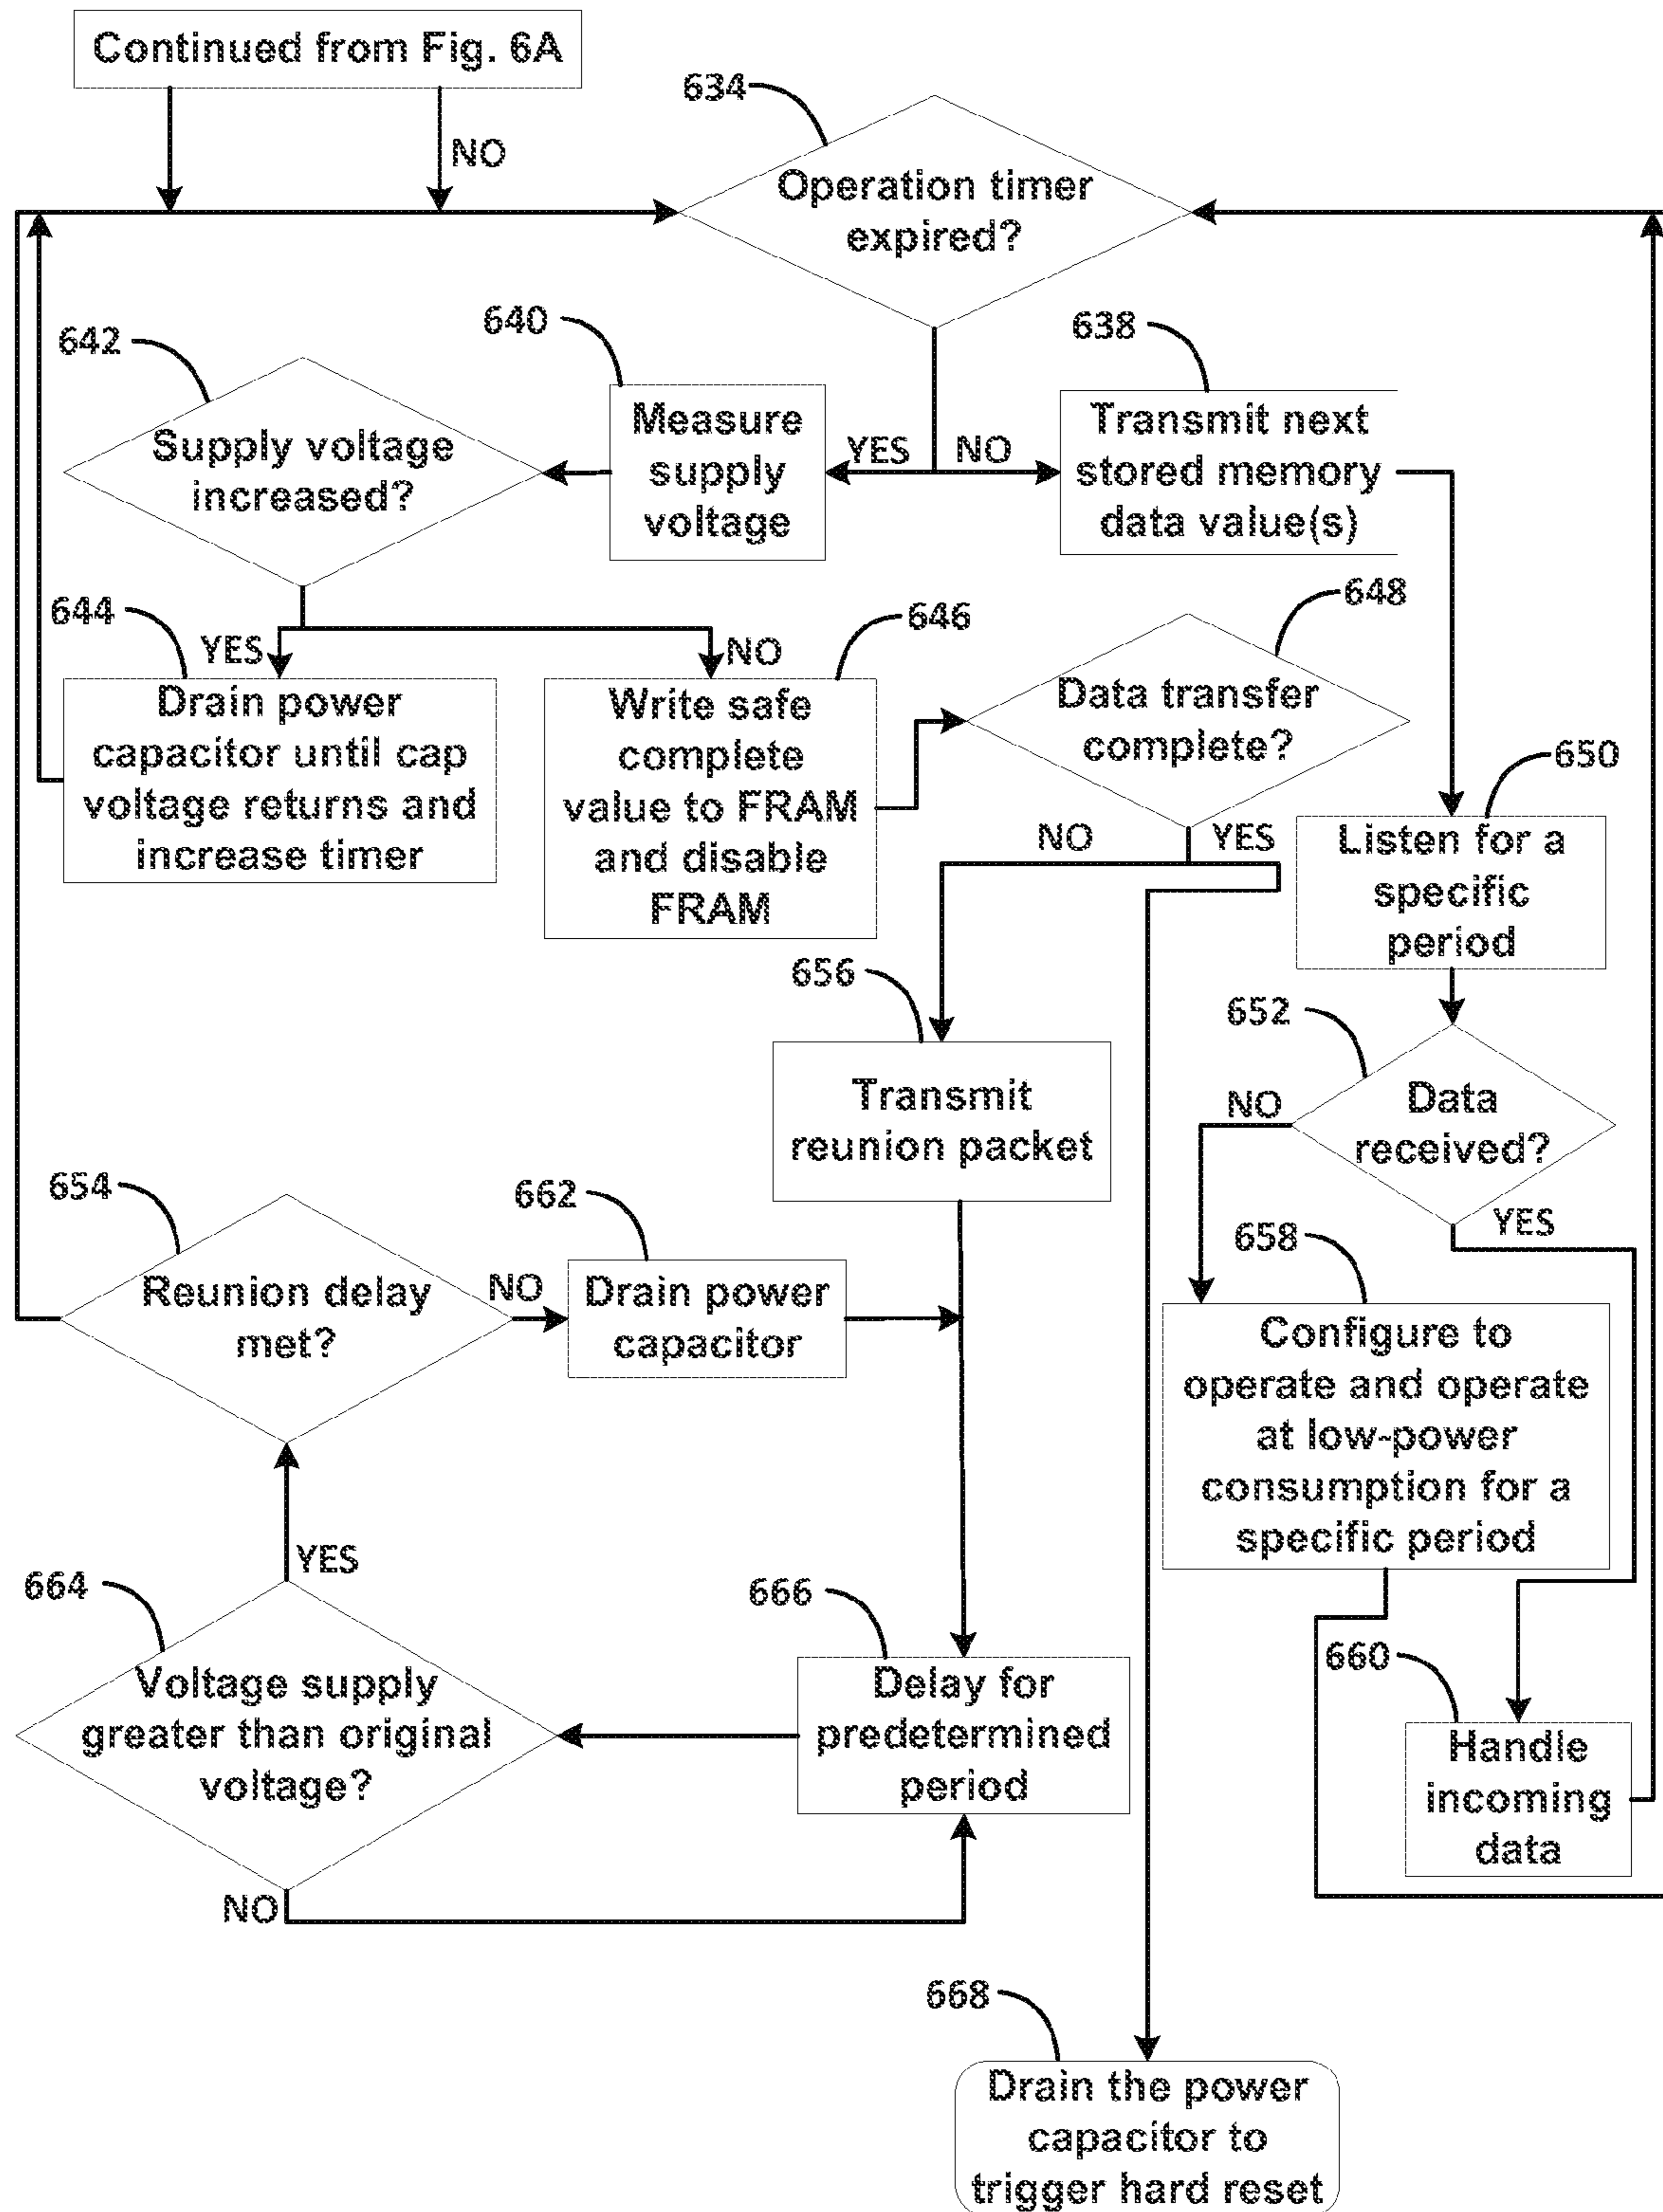 Continued from Fig. 6A
NO
634
Operation timer
expired?
642
640
638
Supply voltage
increased?
Measure
supply
voltage
YES
NO
Transmit next
stored memory
data value(s)
644
YES
NO
646
648
Drain power
capacitor until cap
voltage returns and
increase timer
Write safe
complete
value to FRAM
and disable
FRAM
Data transfer
complete?
650
NO
YES
Listen for a
specific
period
656
652
Transmit
reunion packet
NO
Data
received?
YES
654
662
658
Reunion delay
met?
NO
Drain power
capacitor
Configure to
operate and operate
at low-power
consumption for a
specific period
YES
664
666
660
Voltage supply
greater than original
voltage?
Delay for
predetermined
period
Handle
incoming
data
NO
668
Drain the power
capacitor to
trigger hard reset